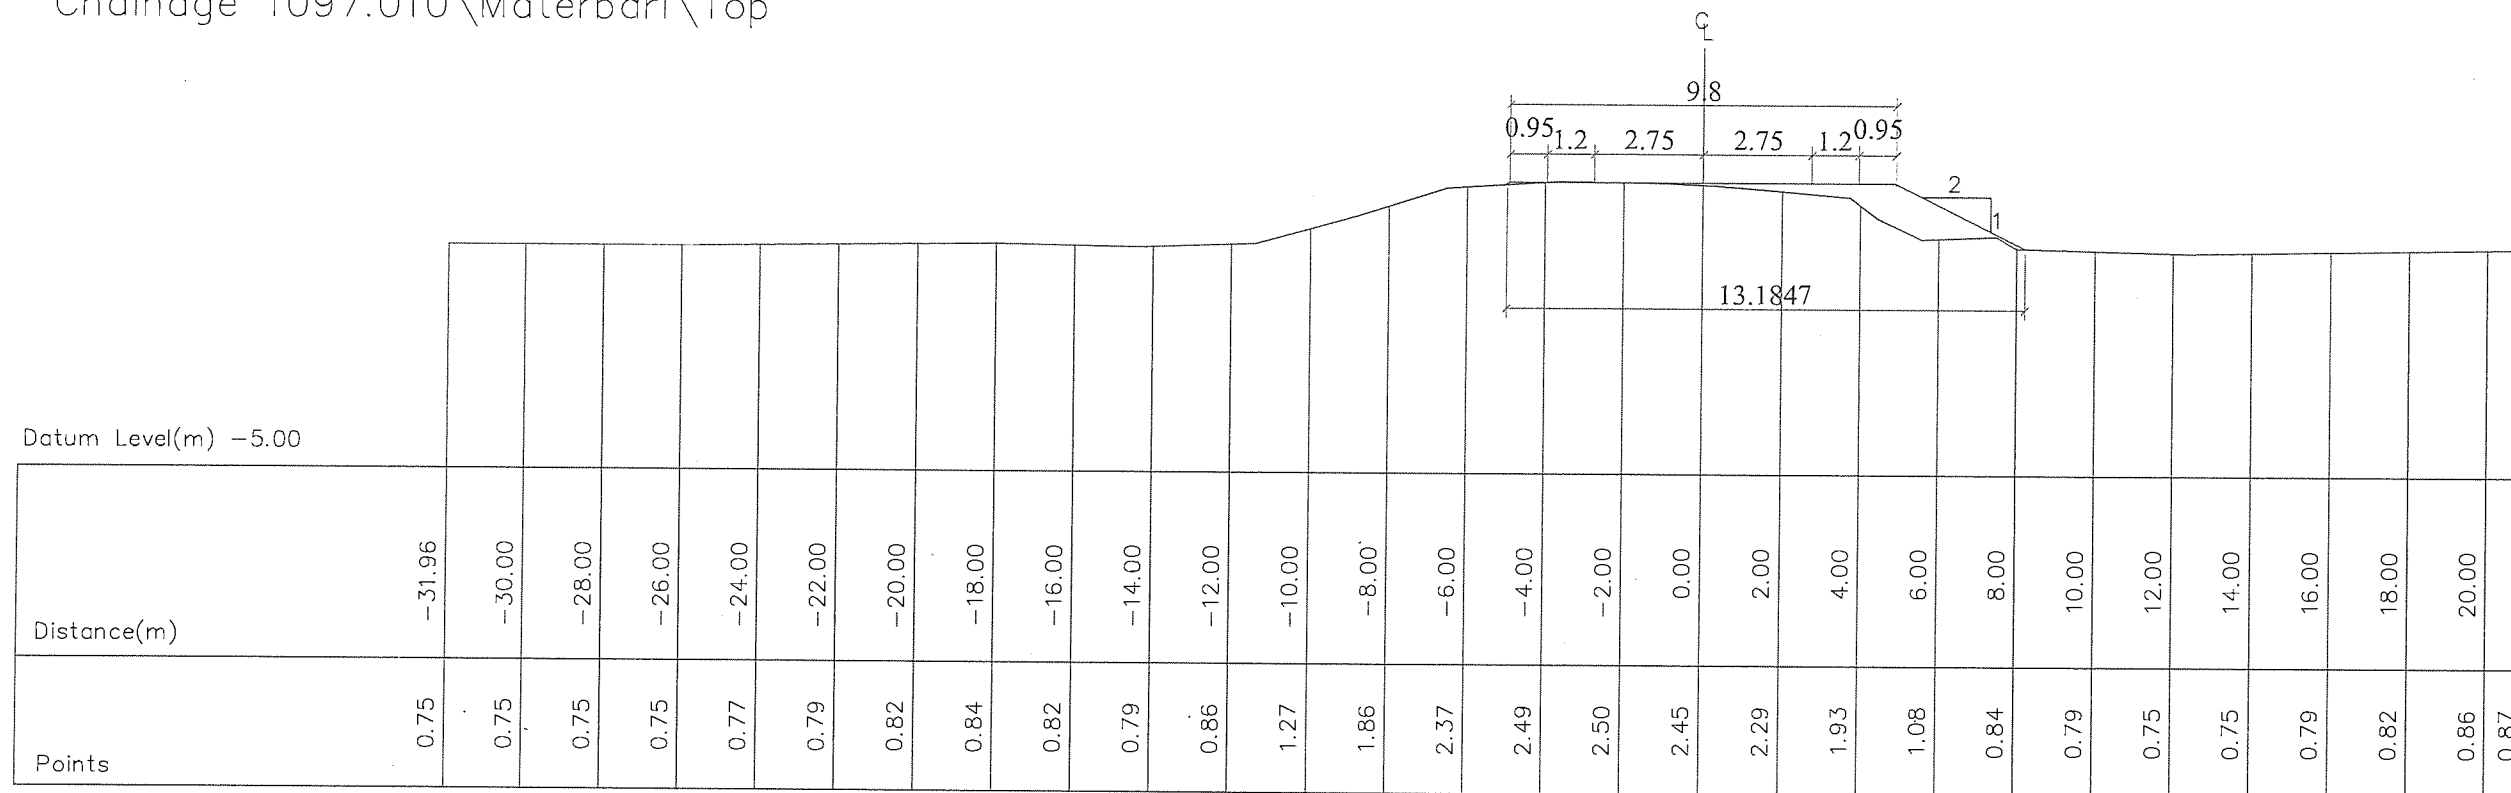 Chainage 1097.010\Materbari\Top
CL
9.8
0.95 1.2 2.75 2.75 1.2 0.95
2
1
13.1847
Datum Level(m) −5.00
Distance(m) −31.96 −30.00 −28.00 −26.00 −24.00 −22.00 −20.00 −18.00 −16.00 −14.00 −12.00 −10.00 −8.00 −6.00 −4.00 −2.00 0.00 2.00 4.00 6.00 8.00 10.00 12.00 14.00 16.00 18.00 20.00
Points 0.75 0.75 0.75 0.75 0.77 0.79 0.82 0.84 0.82 0.79 0.86 1.27 1.86 2.37 2.49 2.50 2.45 2.29 1.93 1.08 0.84 0.79 0.75 0.75 0.79 0.82 0.86 0.87